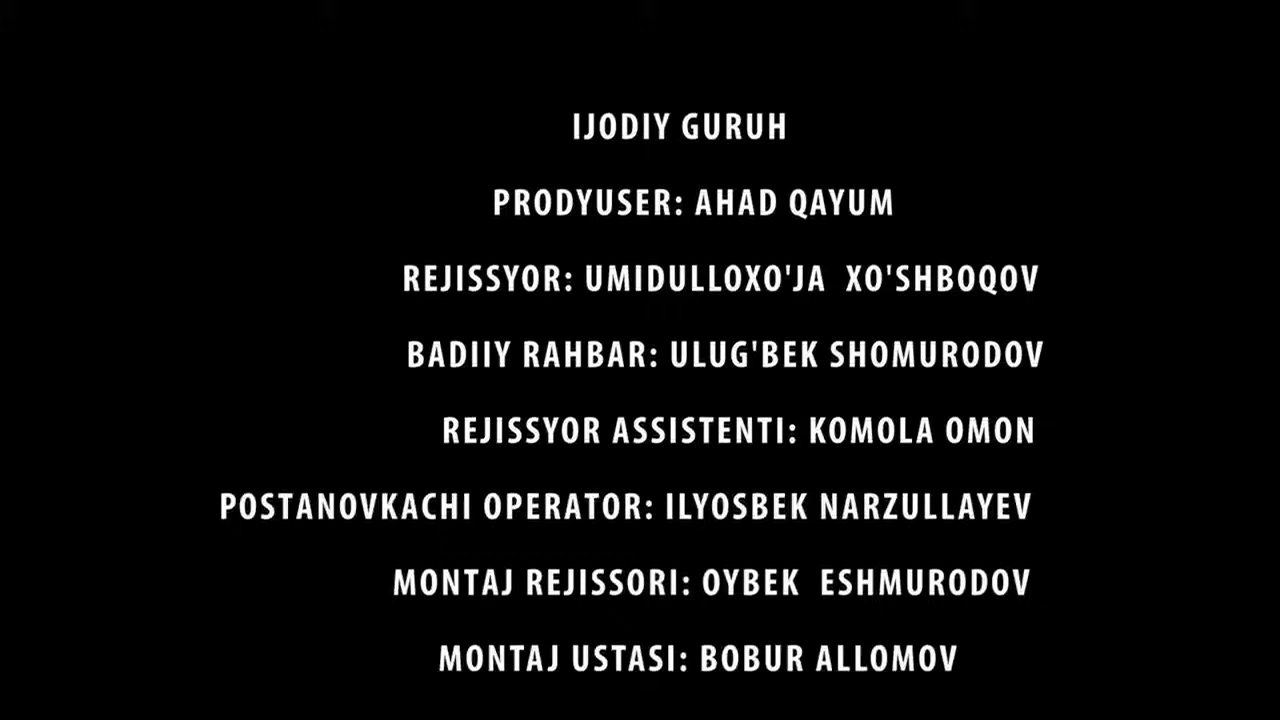 IJODIY GURUH
PRODYUSER: AHAD QAYUM
REJISSYOR: UMIDULLOXO'JA XO'SHBOQOV
BADIIY RAHBAR: ULUG'BEK SHOMURODOV
REJISSYOR ASSISTENTI: KOMOLA OMON
POSTANOVKACHI OPERATOR: ILYOSBEK NARZULLAYEV
MONTAJ REJISSORI: OYBEK ESHMURODOV
MONTAJ USTASI: BOBUR ALLOMOV